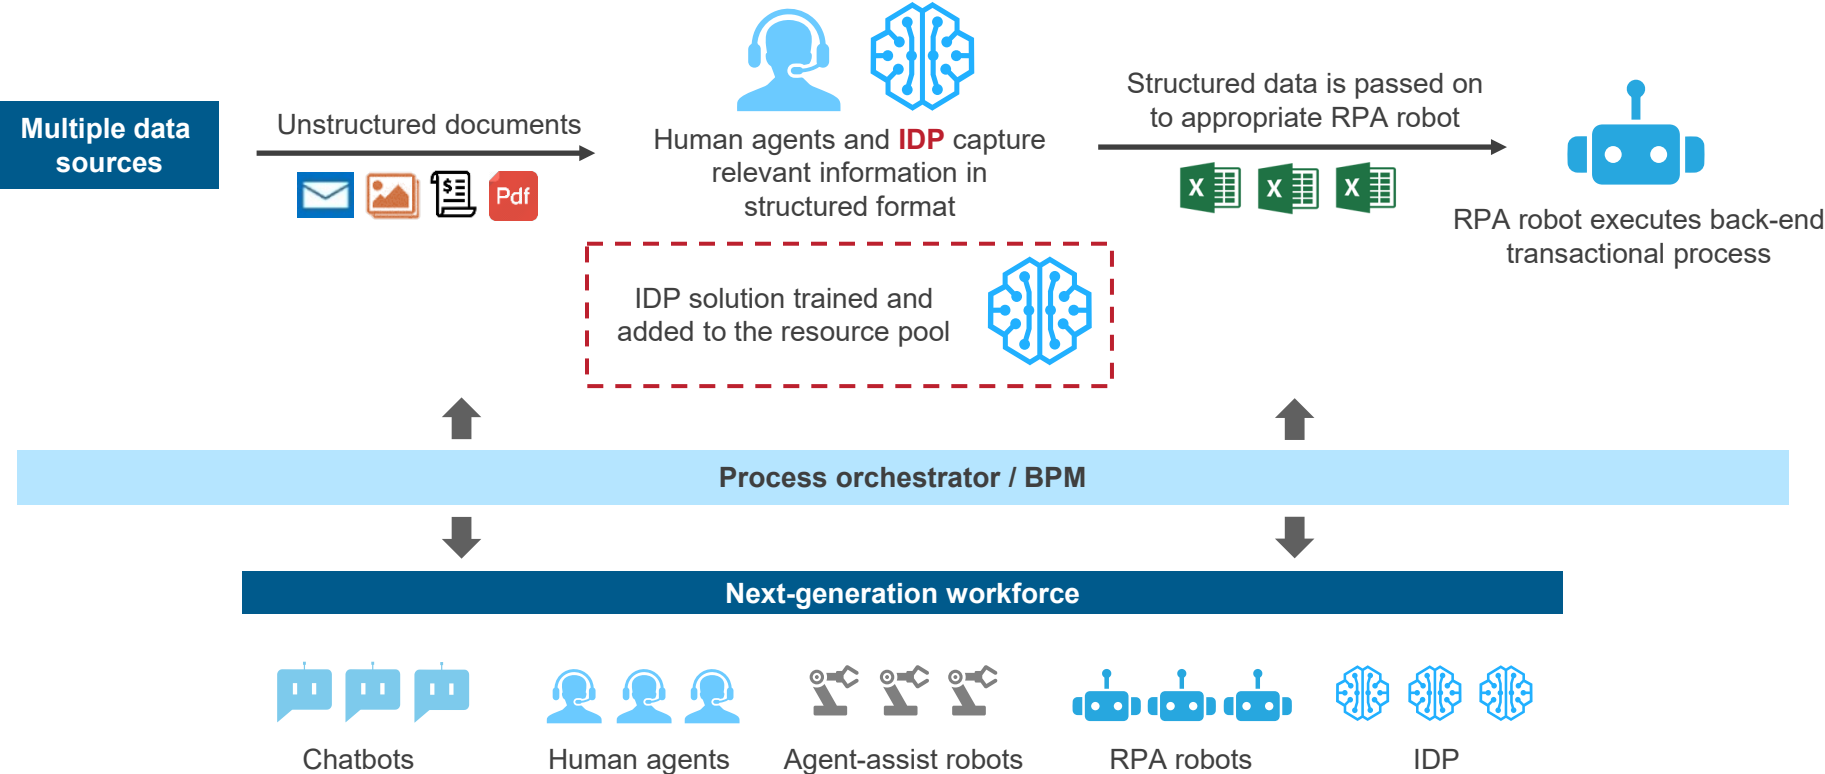 Multiple data
sources
Unstructured documents
Pdf
$
Human agents and IDP capture
relevant information in
structured format
Structured data is passed on
to appropriate RPA robot
X
X
X
RPA robot executes back-end
transactional process
IDP solution trained and
added to the resource pool
Process orchestrator / BPM
Next-generation workforce
Chatbots
Human agents
Agent-assist robots
RPA robots
IDP